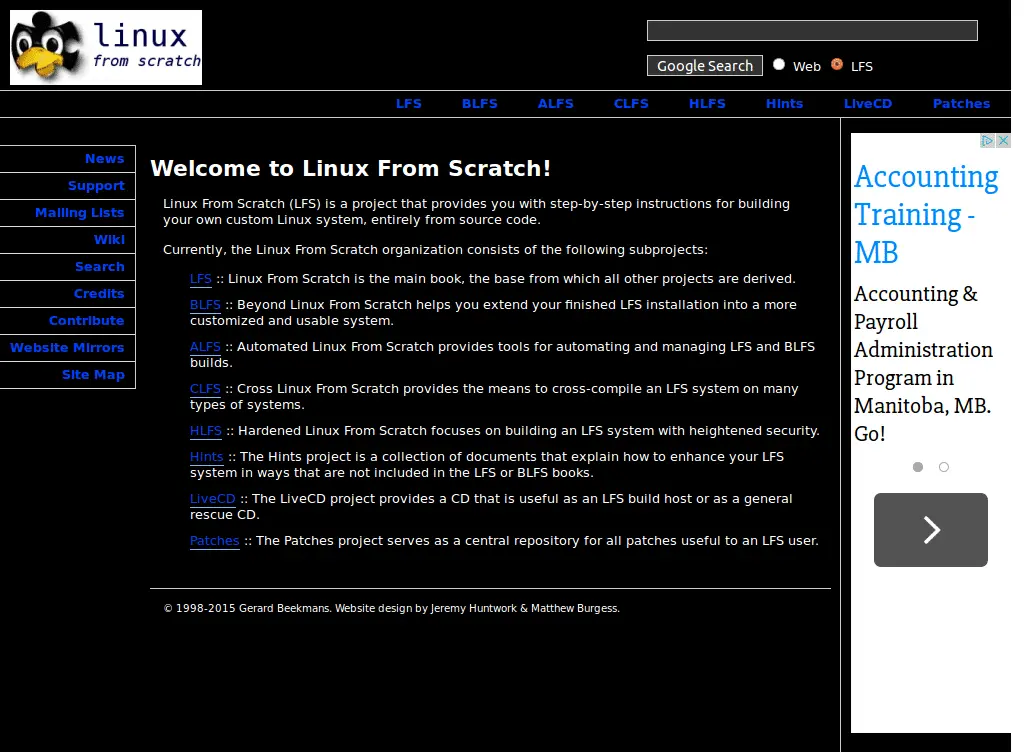 linux
from scratch
Google Search Web LFS
LFS BLFS ALFS CLFS HLFS Hints LiveCD Patches
News
Support
Mailing Lists
Wiki
Search
Credits
Contribute
Website Mirrors
Site Map
Welcome to Linux From Scratch!
Linux From Scratch (LFS) is a project that provides you with step-by-step instructions for building
your own custom Linux system, entirely from source code.
Currently, the Linux From Scratch organization consists of the following subprojects:
LFS :: Linux From Scratch is the main book, the base from which all other projects are derived.
BLFS :: Beyond Linux From Scratch helps you extend your finished LFS installation into a more
customized and usable system.
ALFS :: Automated Linux From Scratch provides tools for automating and managing LFS and BLFS
builds.
CLFS :: Cross Linux From Scratch provides the means to cross-compile an LFS system on many
types of systems.
HLFS :: Hardened Linux From Scratch focuses on building an LFS system with heightened security.
Hints :: The Hints project is a collection of documents that explain how to enhance your LFS
system in ways that are not included in the LFS or BLFS books.
LiveCD :: The LiveCD project provides a CD that is useful as an LFS build host or as a general
rescue CD.
Patches :: The Patches project serves as a central repository for all patches useful to an LFS user.
© 1998-2015 Gerard Beekmans. Website design by Jeremy Huntwork & Matthew Burgess.
Accounting
Training -
MB
Accounting &
Payroll
Administration
Program in
Manitoba, MB.
Go!